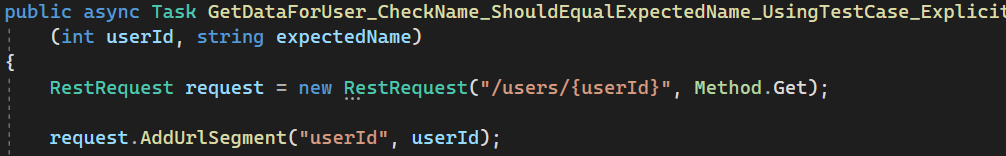 public async Task GetDataForUser_CheckName_ShouldEqualExpectedName_UsingTestCase_Explicit
(int userId, string expectedName)
{
RestRequest request = new RestRequest("/users/{userId}", Method.Get);
request.AddUrlSegment("userId", userId);